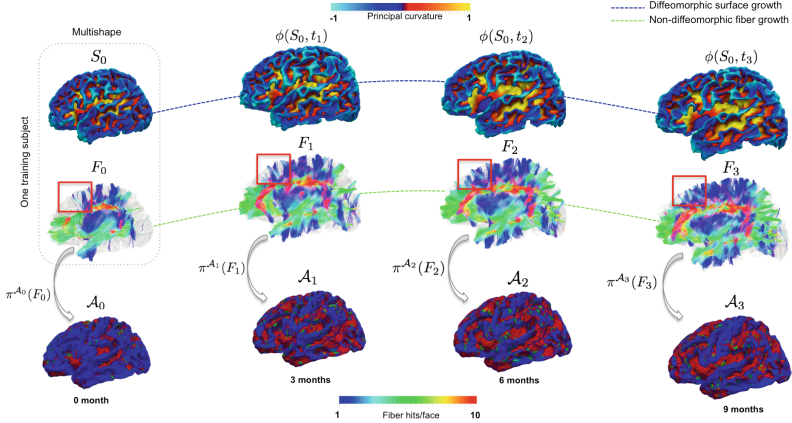 -1 Principal curvature 1
Diffeomorphic surface growth
Non-diffeomorphic fiber growth
Multishape
One training subject
S₀
ϕ(S₀, t₁)
ϕ(S₀, t₂)
ϕ(S₀, t₃)
F₀
F₁
F₂
F₃
π^𝒜₀(F₀)
π^𝒜₁(F₁)
π^𝒜₂(F₂)
π^𝒜₃(F₃)
𝒜₀
𝒜₁
𝒜₂
𝒜₃
0 month
3 months
6 months
9 months
1 Fiber hits/face 10